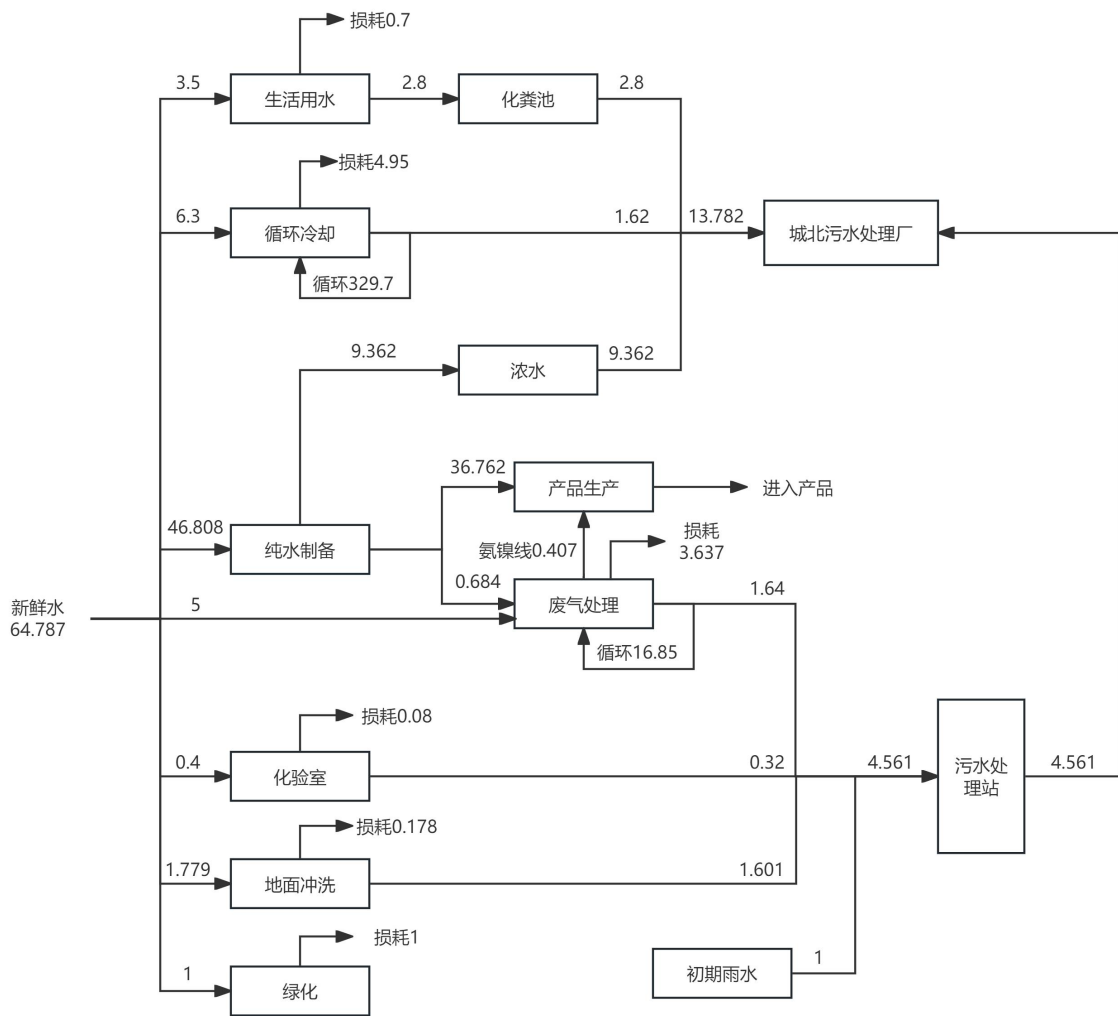 损耗0.7
3.5
生活用水
2.8
化粪池
2.8
损耗4.95
6.3
循环冷却
1.62
13.782
城北污水处理厂
循环329.7
9.362
浓水
9.362
36.762
产品生产
进入产品
46.808
纯水制备
氨镍线0.407
损耗
3.637
0.684
废气处理
1.64
新鲜水
64.787
5
循环16.85
损耗0.08
0.4
化验室
0.32
4.561
污水处
理站
4.561
损耗0.178
1.779
地面冲洗
1.601
损耗1
1
绿化
初期雨水
1